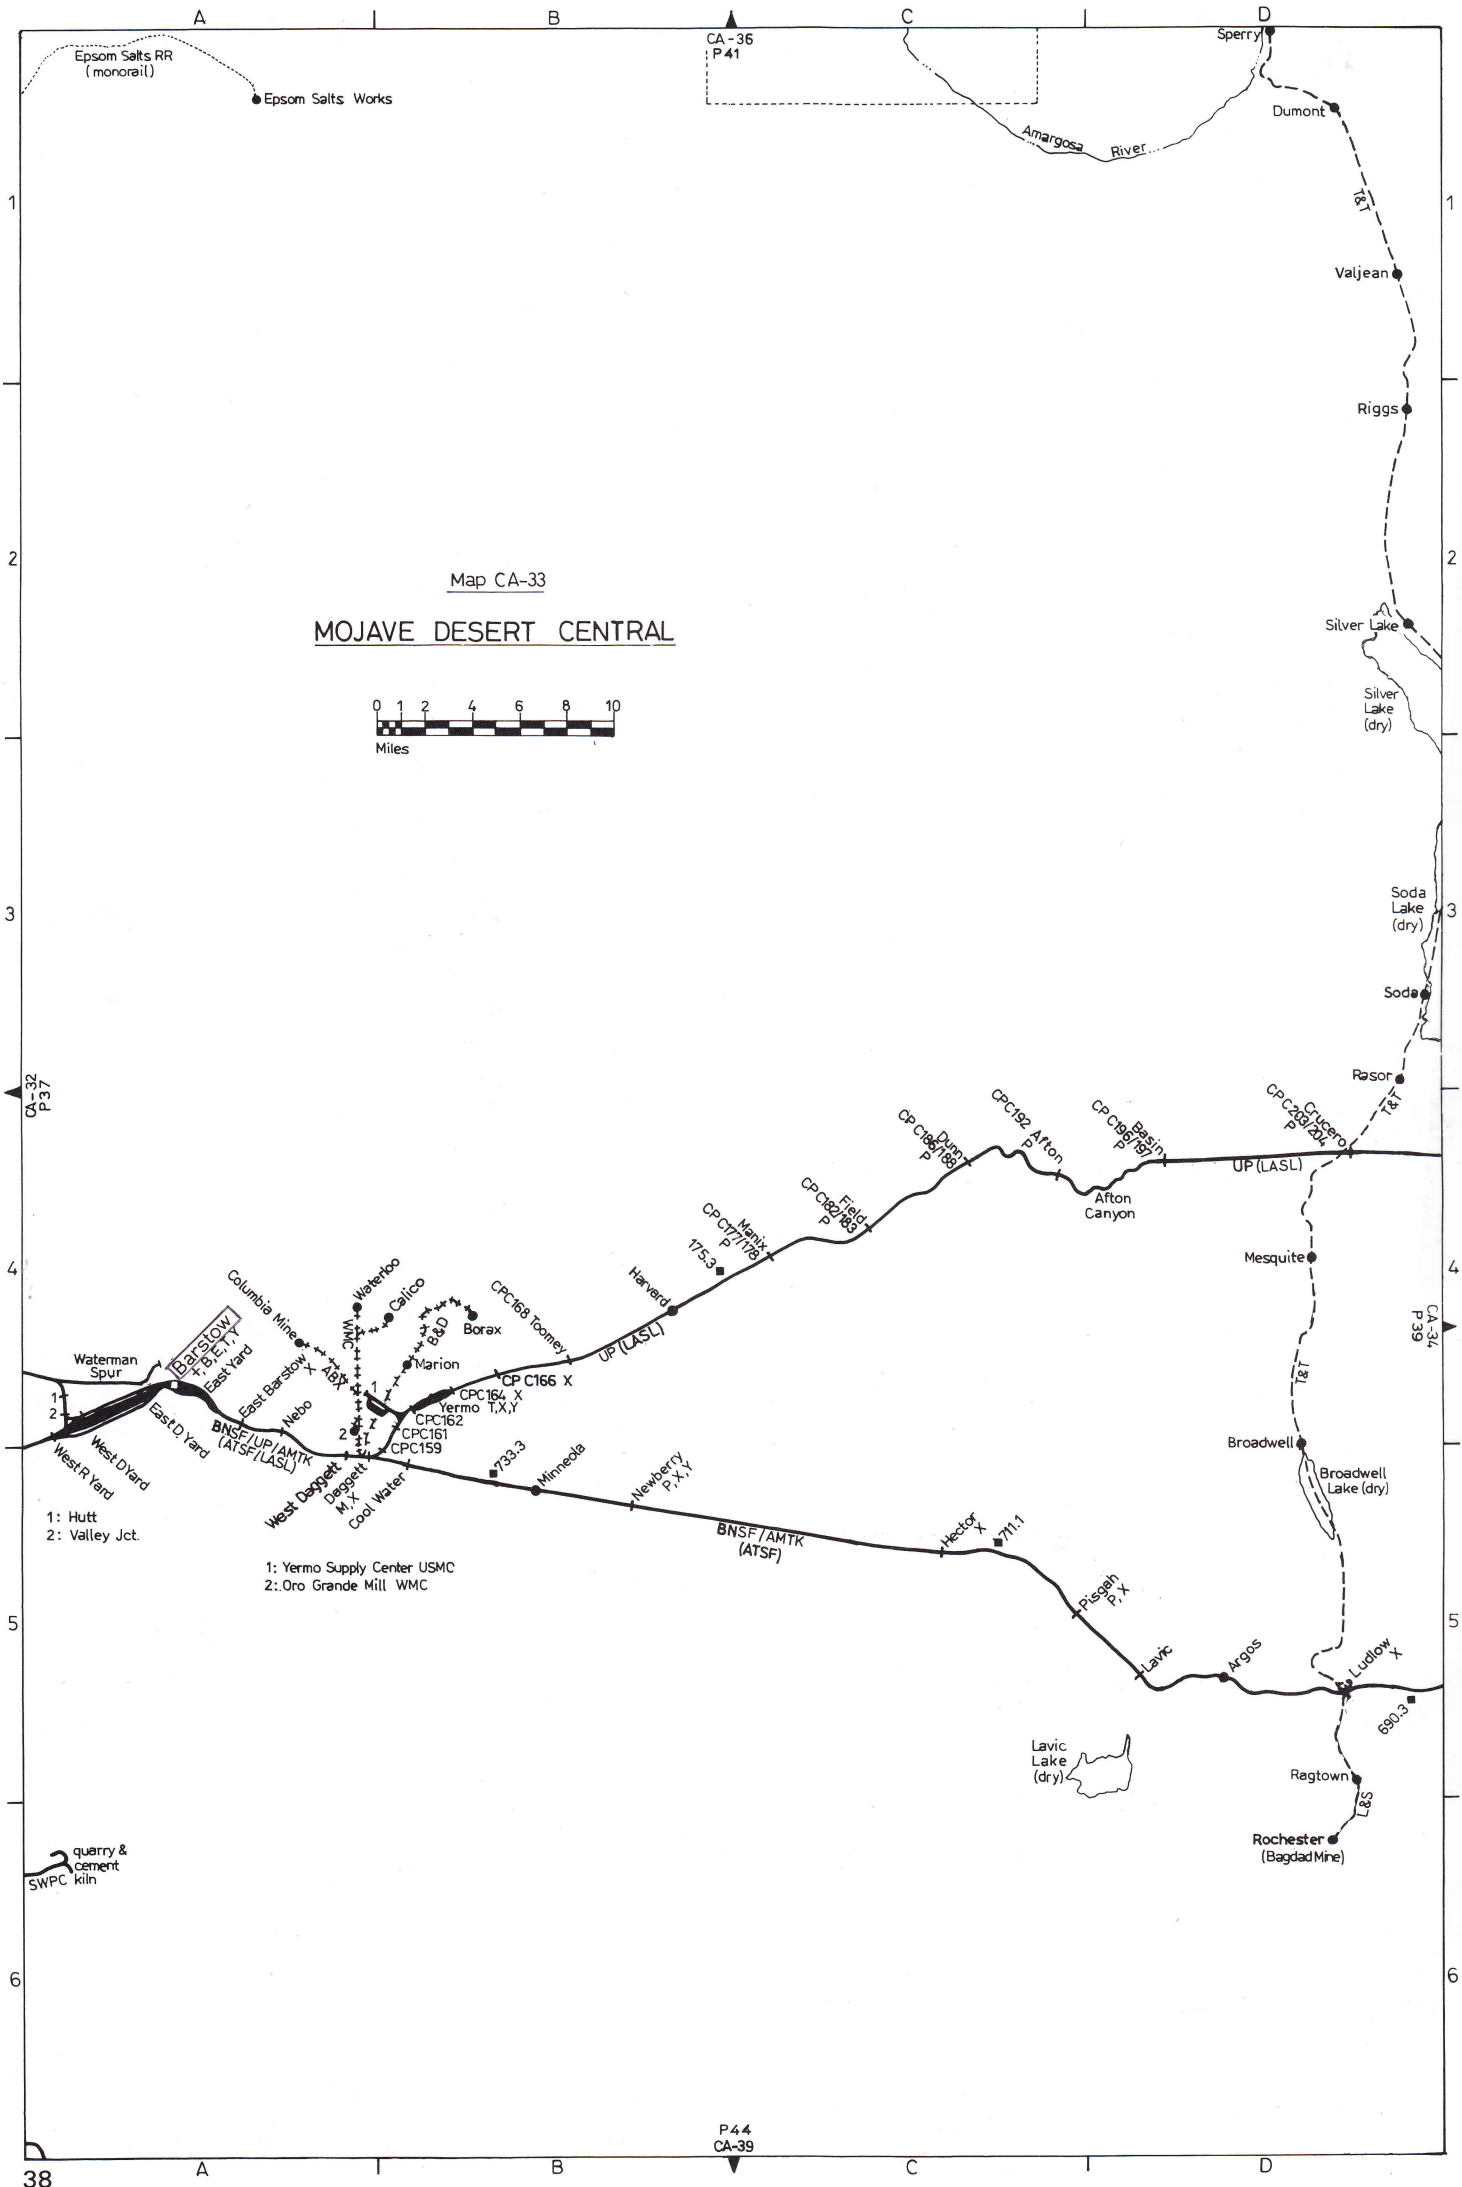 A
B
C
D
CA-36
P41
Sperry
Epsom Salts RR
(monorail)
Epsom Salts Works
Dumont
Amargosa River
1
1
T&T
Valjean
Riggs
2
2
Map CA-33
MOJAVE DESERT CENTRAL
Silver Lake
0 1 2 4 6 8 10
Miles
Silver
Lake
(dry)
3
3
Soda
Lake
(dry)
Soda
CA-32
P37
Rasor
T&T
Crucero
CP C203/204
P
Basin
CP C196/197
P
CPC192 Afton
P
Dunn
CP C186/188
P
UP (LASL)
Afton
Canyon
Field
CP C182/183
P
Manix
CP C177/178
P
175.3
Mesquite
4
4
CA-34
P39
Harvard
UP (LASL)
CPC168 Toomey
Waterloo
Calico
WMC
Columbia Mine
ABX
B&D
Borax
Marion
CP C166 X
CPC164 X
Yermo T,X,Y
CPC162
CPC161
CPC159
1
2
Waterman
Spur
Barstow
+, B,E,T,Y
East Yard
East Barstow
X
Nebo
1
2
East D. Yard
West D Yard
West R Yard
BNSF/UP/AMTK
(ATSF/LASL)
West Daggett
Daggett
M,X
Cool Water
733.3
Minneola
Newberry
P,X,Y
BNSF/AMTK
(ATSF)
Hector
X
711.1
T&T
Broadwell
Broadwell
Lake (dry)
1: Hutt
2: Valley Jct.
1: Yermo Supply Center USMC
2: Oro Grande Mill WMC
Pisgah
P, X
5
5
Lavic
Argos
Ludlow
X
690.3
Lavic
Lake
(dry)
Ragtown
L&S
Rochester
(Bagdad Mine)
quarry &
cement
kiln
SWPC
6
6
P44
CA-39
38
A
B
C
D